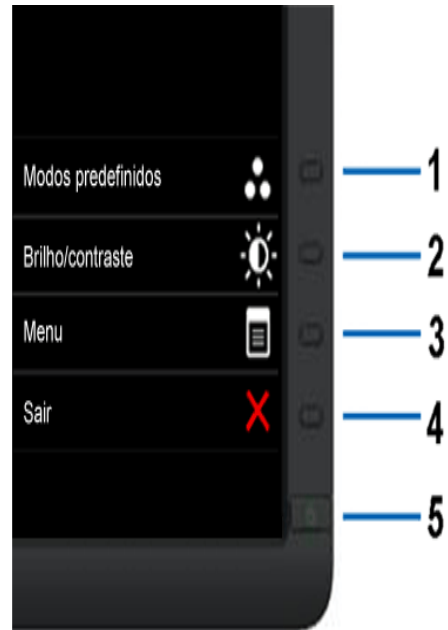 Modos predefinidos 1
Brilho/contraste 2
Menu 3
Sair 4
5